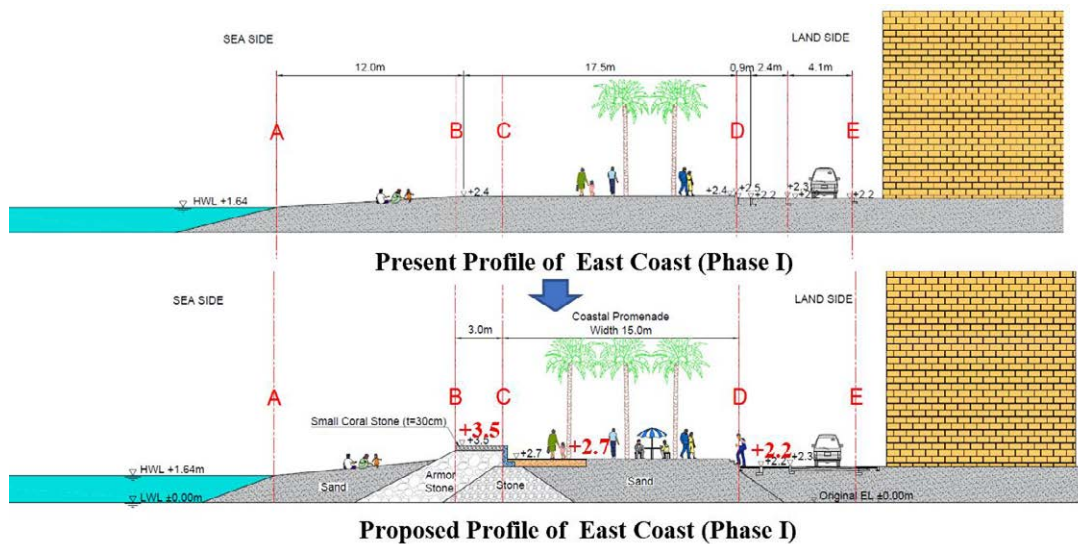 SEA SIDE
LAND SIDE
12.0m
17.5m
0.9m
2.4m
4.1m
A
B
C
D
E
+2.4
+2.4
+2.5
+2.2
+2.3
+2.2
HWL +1.64
Present Profile of East Coast (Phase I)
SEA SIDE
LAND SIDE
Coastal Promenade
Width 15.0m
3.0m
A
B
C
D
E
Small Coral Stone (t=30cm)
+3.5
+3.5
+2.7
+2.7
+2.2
+2.2
+2.3
HWL +1.64m
LWL ±0.00m
Sand
Armor
Stone
Stone
Sand
Original EL ±0.00m
Proposed Profile of East Coast (Phase I)